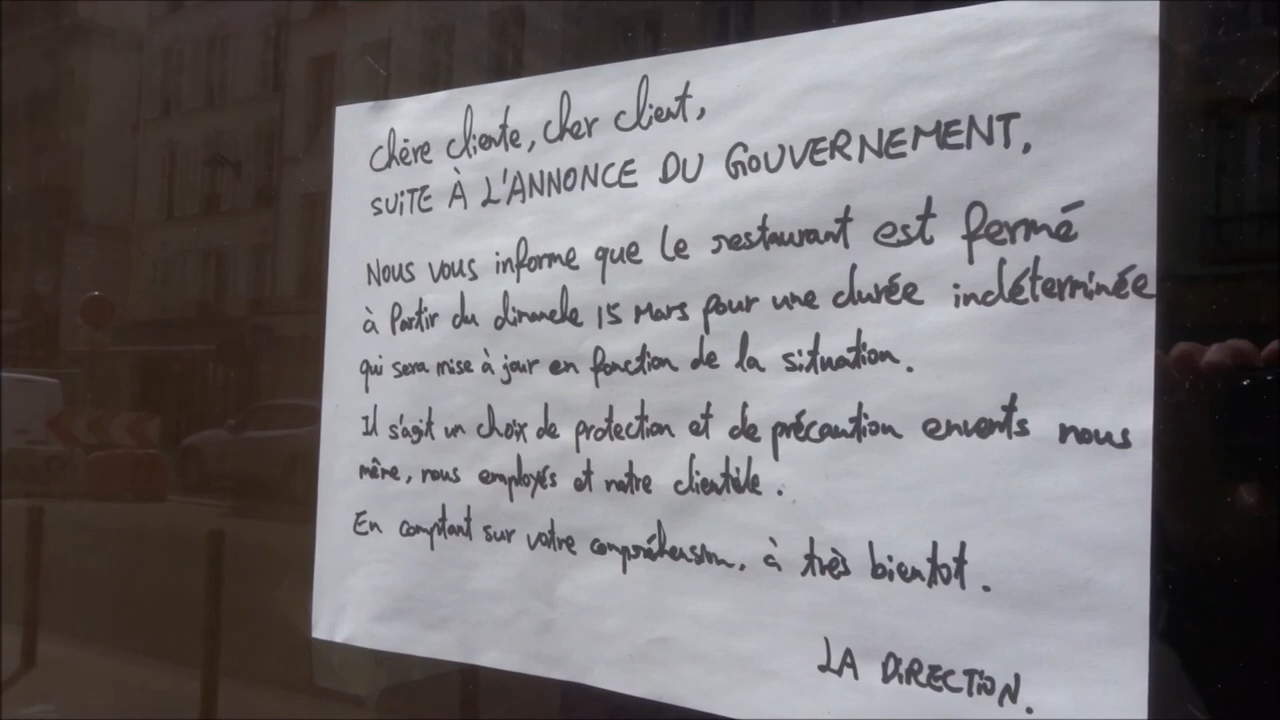 Chère cliente, cher client,
SUITE À L'ANNONCE DU GOUVERNEMENT.
Nous vous informe que le restaurant est fermé
à Partir du dimanche 15 Mars pour une durée indéterminée
qui sera mise à jour en fonction de la situation.
Il s'agit un choix de protection et de précaution envents nous
même, nous employés et notre clientèle.
En comptant sur votre compréhension, à très bientot.
LA DIRECTION.